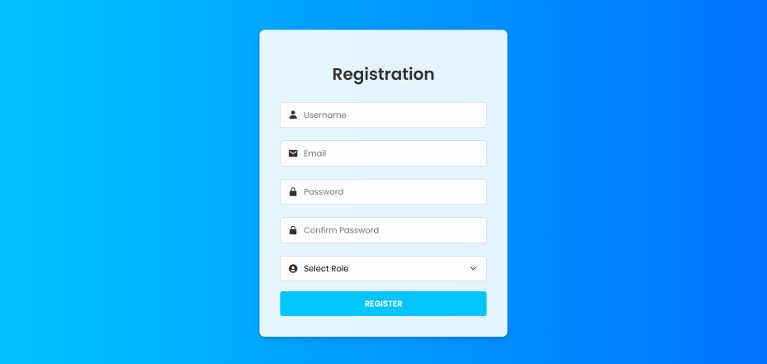 Registration
Username
Email
Password
Confirm Password
Select Role
REGISTER